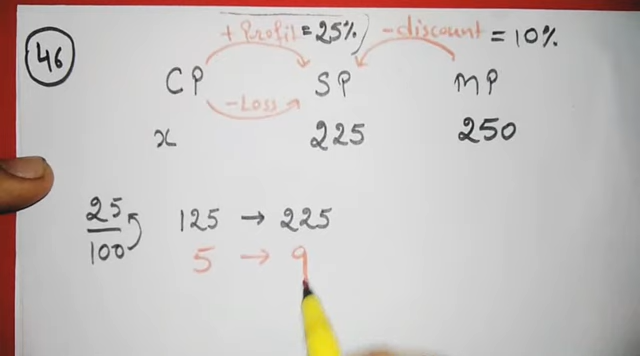 46
+ Profit = 25% - discount = 10%
CP SP MP
- Loss
x 225 250
25/100 125 → 225
5 → 9